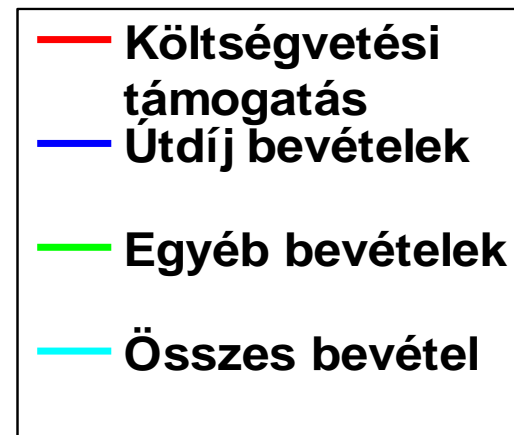 Költségvetési
támogatás
Útdíj bevételek
Egyéb bevételek
Összes bevétel